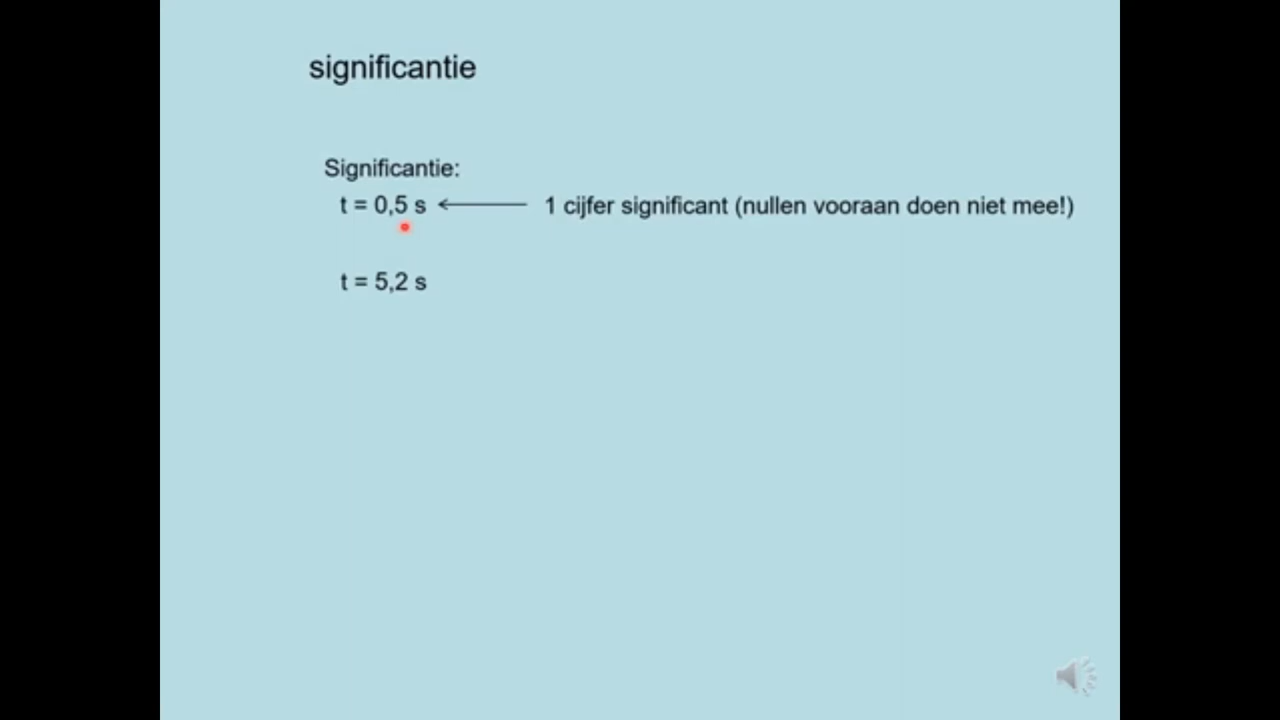 significantie
Significantie:
t = 0,5 s 1 cijfer significant (nullen vooraan doen niet mee!)
t = 5,2 s